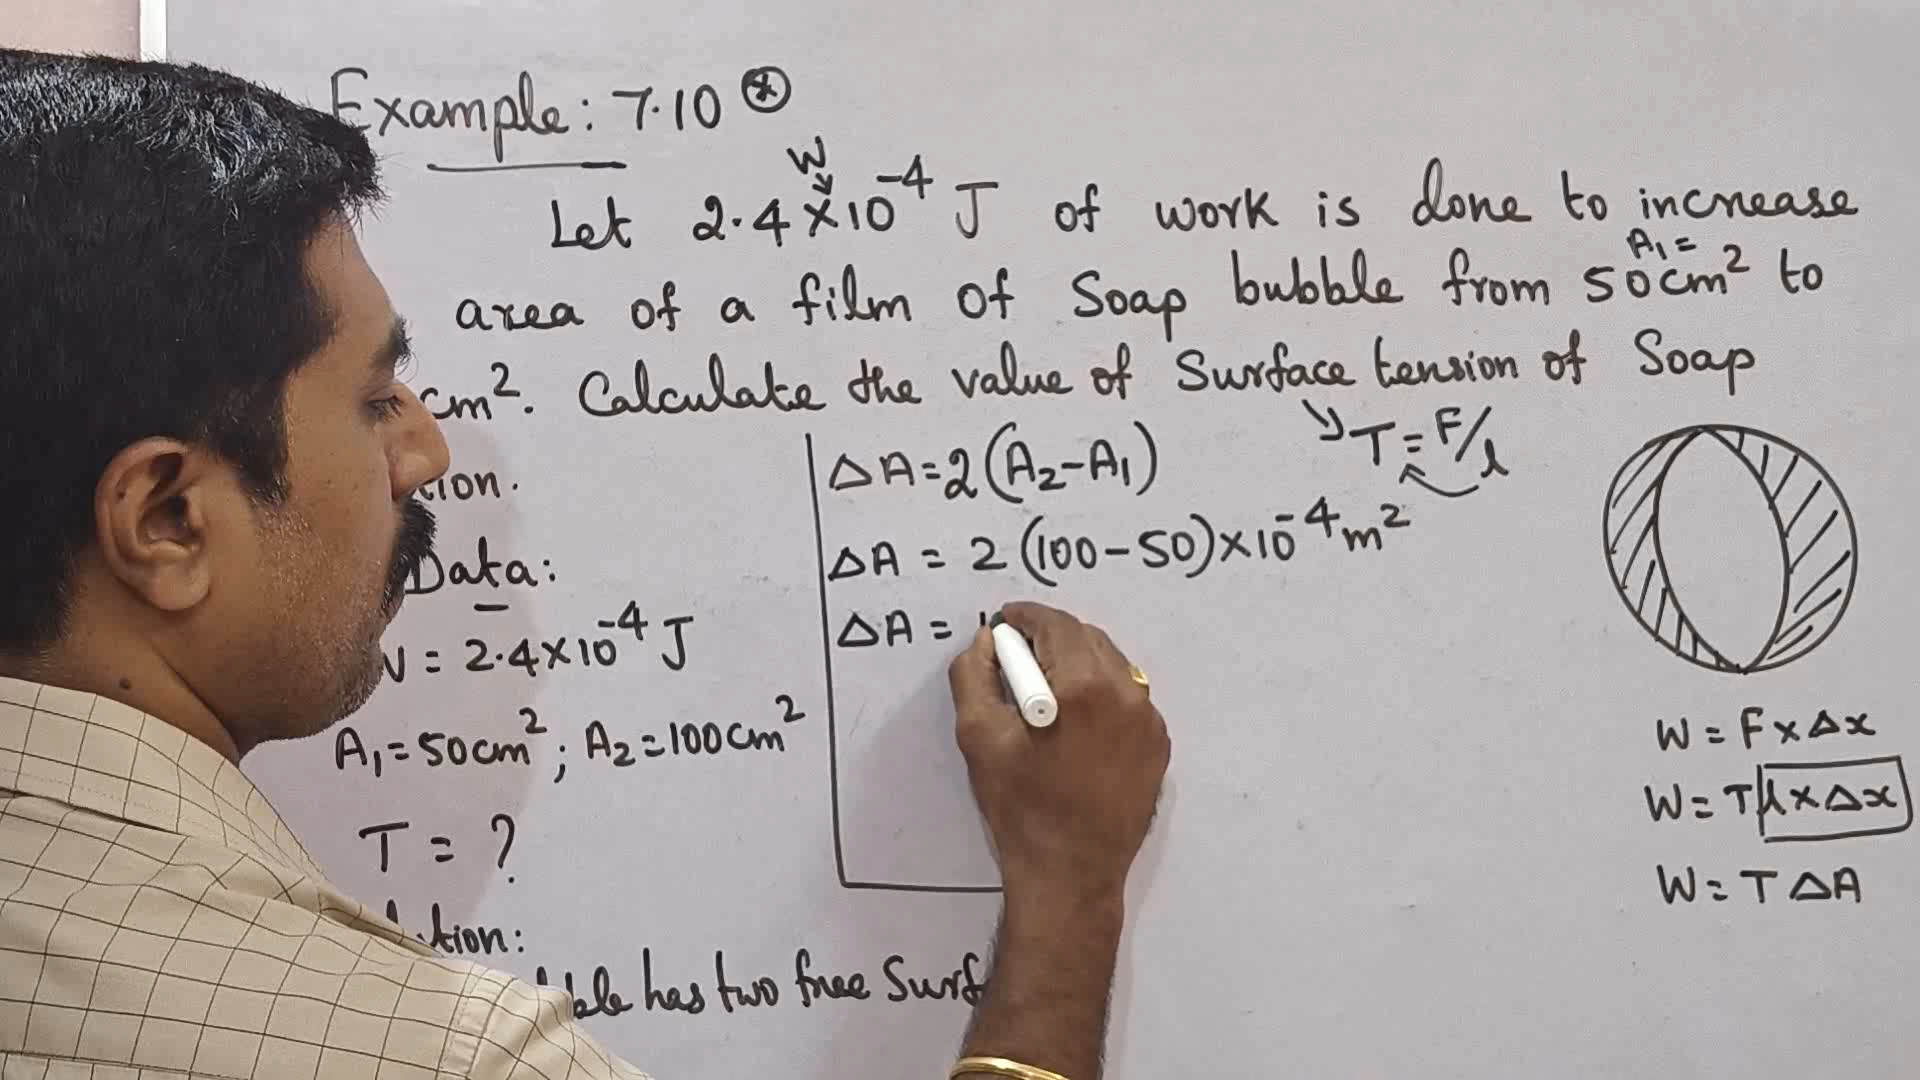 Example: 7.10 *
W
Let 2.4 × 10⁻⁴ J of work is done to increase
A₁ =
area of a film of Soap bubble from 50cm² to
cm². Calculate the value of Surface tension of Soap
tion.
T = F/l
Data:
= 2.4×10⁻⁴ J
A₁ = 50cm² ; A₂ = 100cm²
T = ?
tion:
has two free Surf
ΔA = 2(A₂ – A₁)
ΔA = 2 (100 – 50) × 10⁻⁴ m²
ΔA = 1
W = F × Δx
W = T l × Δx
W = T ΔA